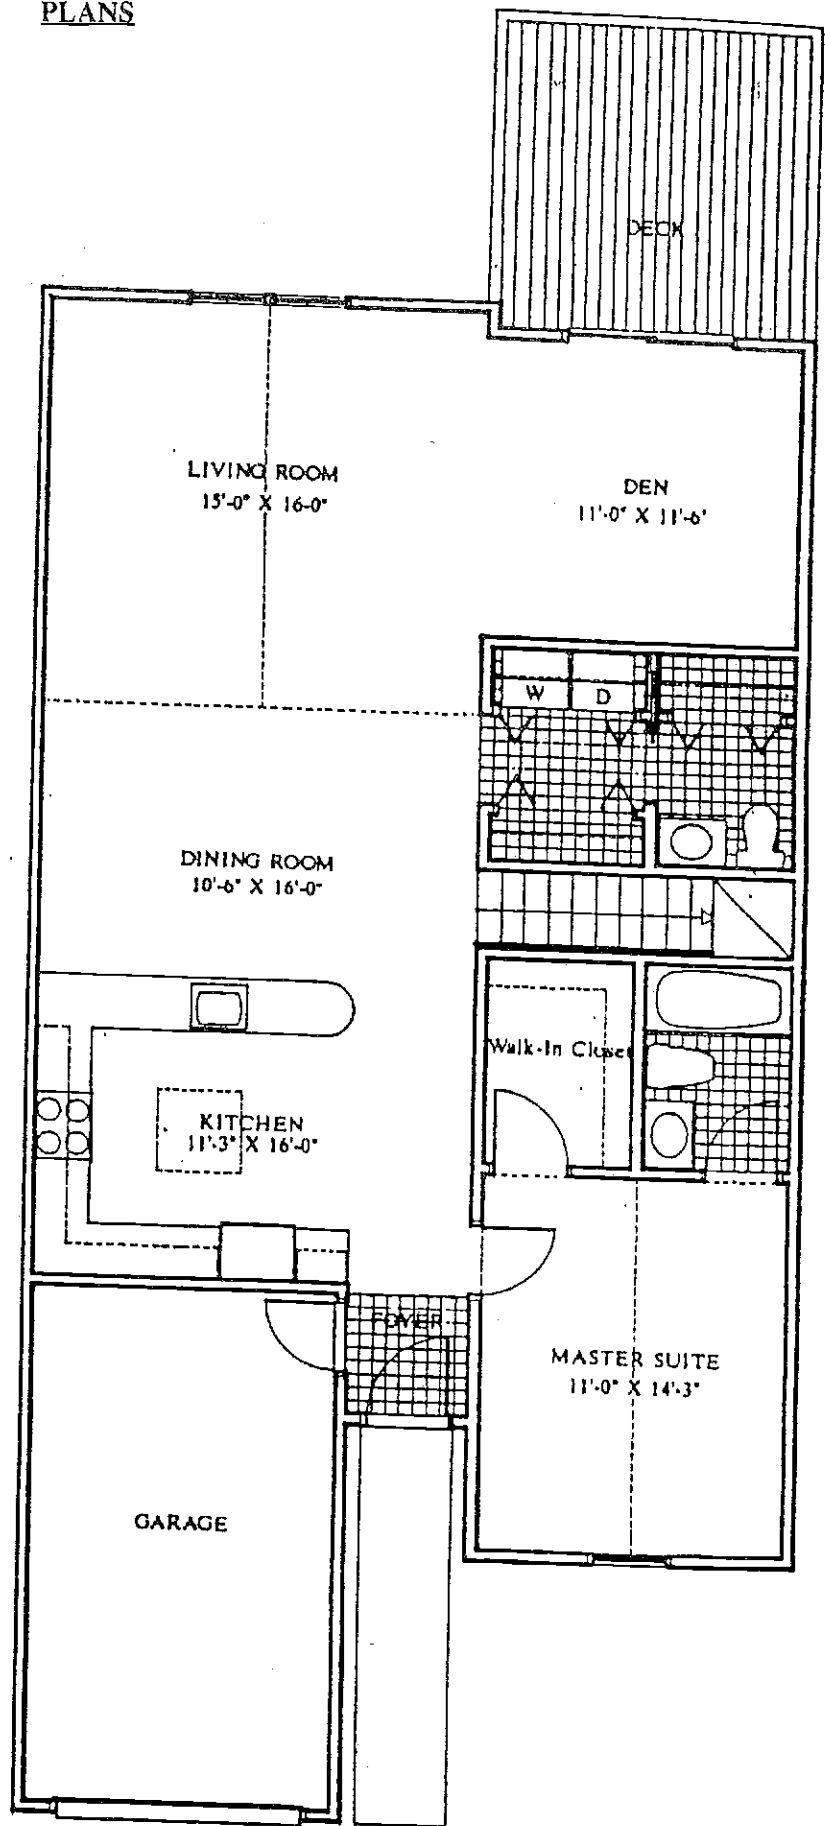 PLANS
DECK
LIVING ROOM
15'-0" X 16-0"
DEN
11'-0" X 11'-6"
W
D
DINING ROOM
10'-6" X 16'-0"
Walk-In Closet
KITCHEN
11'-3" X 16'-0"
FOYER
MASTER SUITE
11'-0" X 14'-3"
GARAGE